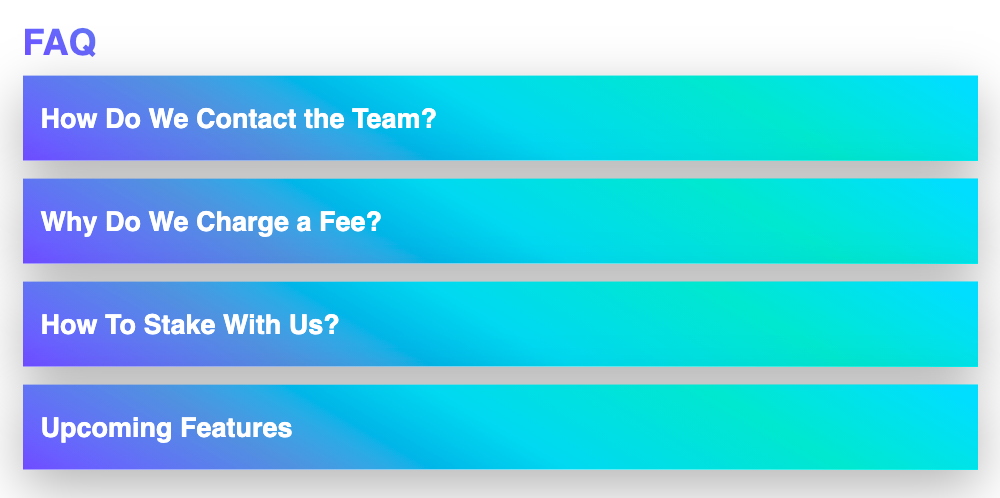 FAQ
How Do We Contact the Team?
Why Do We Charge a Fee?
How To Stake With Us?
Upcoming Features